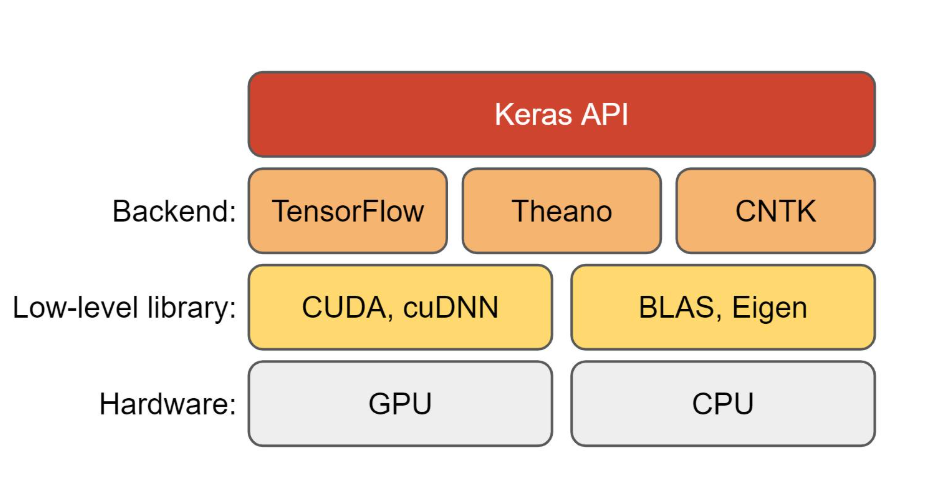 Keras API
Backend: TensorFlow Theano CNTK
Low-level library: CUDA, cuDNN BLAS, Eigen
Hardware: GPU CPU